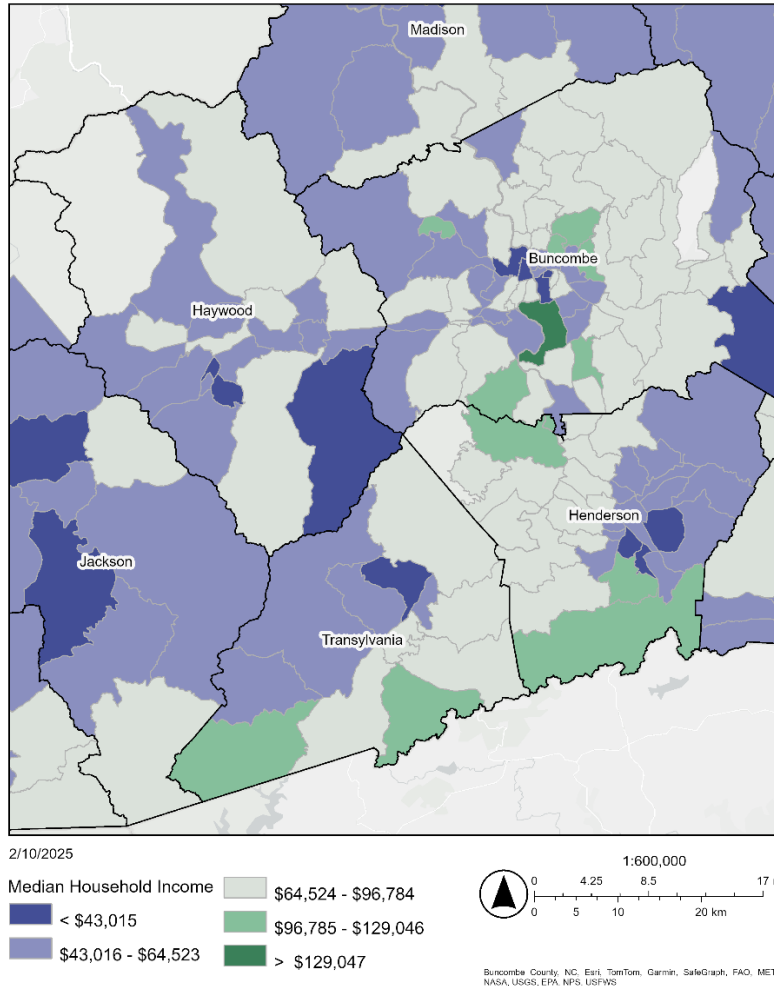 Madison
Buncombe
Haywood
Henderson
Jackson
Transylvania
2/10/2025
1:600,000
Median Household Income
< $43,015
$43,016 - $64,523
$64,524 - $96,784
$96,785 - $129,046
> $129,047
0 4.25 8.5 17
0 5 10 20 km
Buncombe County, NC, Esri, TomTom, Garmin, SafeGraph, FAO,
NASA, USGS, EPA, NPS, USFWS